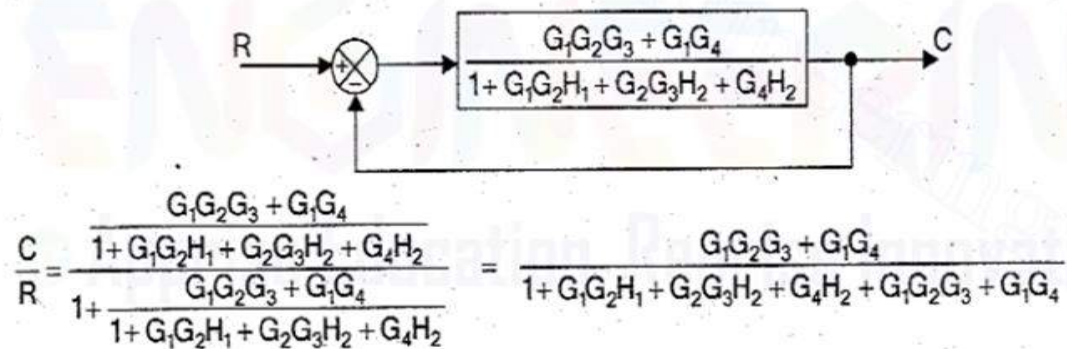 R + − G₁G₂G₃ + G₁G₄ C
1 + G₁G₂H₁ + G₂G₃H₂ + G₄H₂
G₁G₂G₃ + G₁G₄
1 + G₁G₂H₁ + G₂G₃H₂ + G₄H₂
C/R = =
1 + G₁G₂G₃ + G₁G₄
1 + G₁G₂H₁ + G₂G₃H₂ + G₄H₂
G₁G₂G₃ + G₁G₄
1 + G₁G₂H₁ + G₂G₃H₂ + G₄H₂ + G₁G₂G₃ + G₁G₄